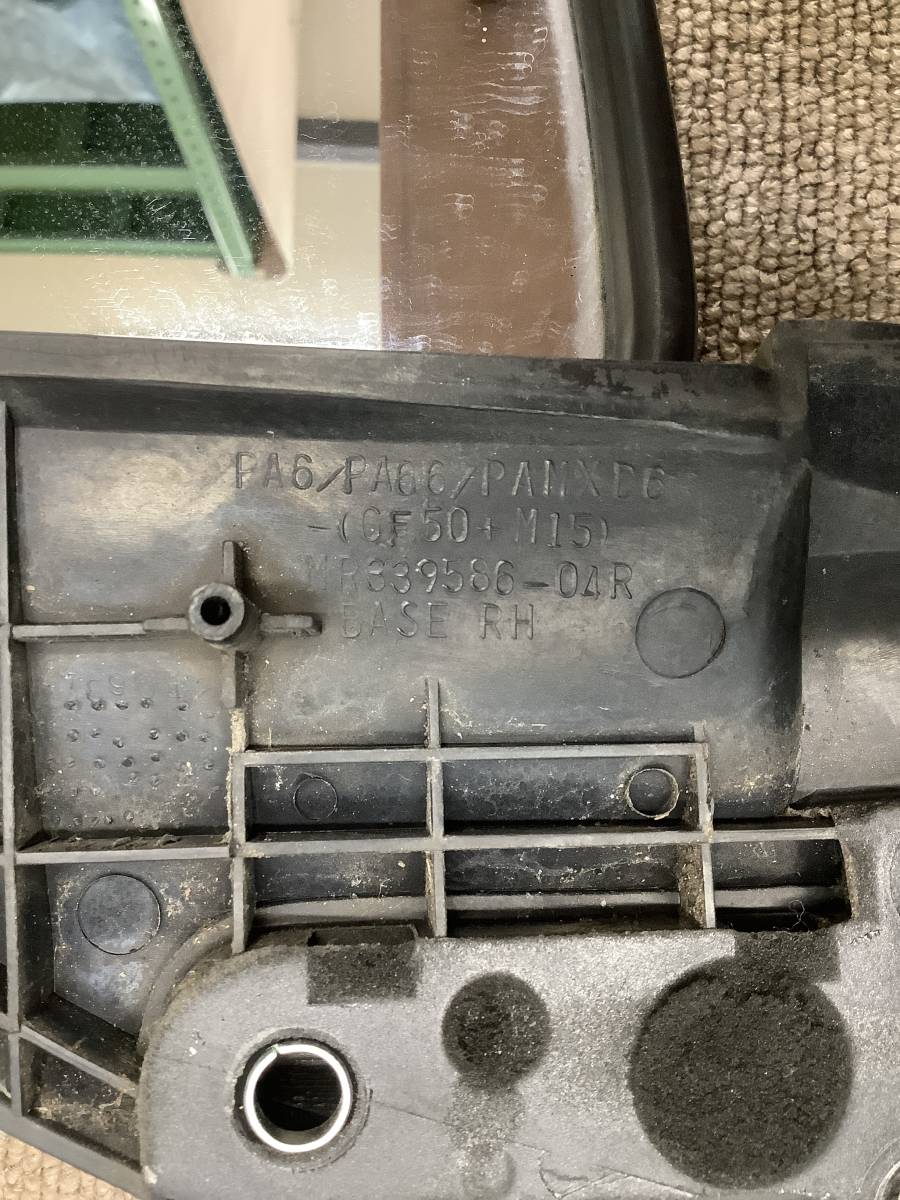 PA6/PA66/PAMXD6
-(GF50+M15)
MR339586-04R
BASE RH